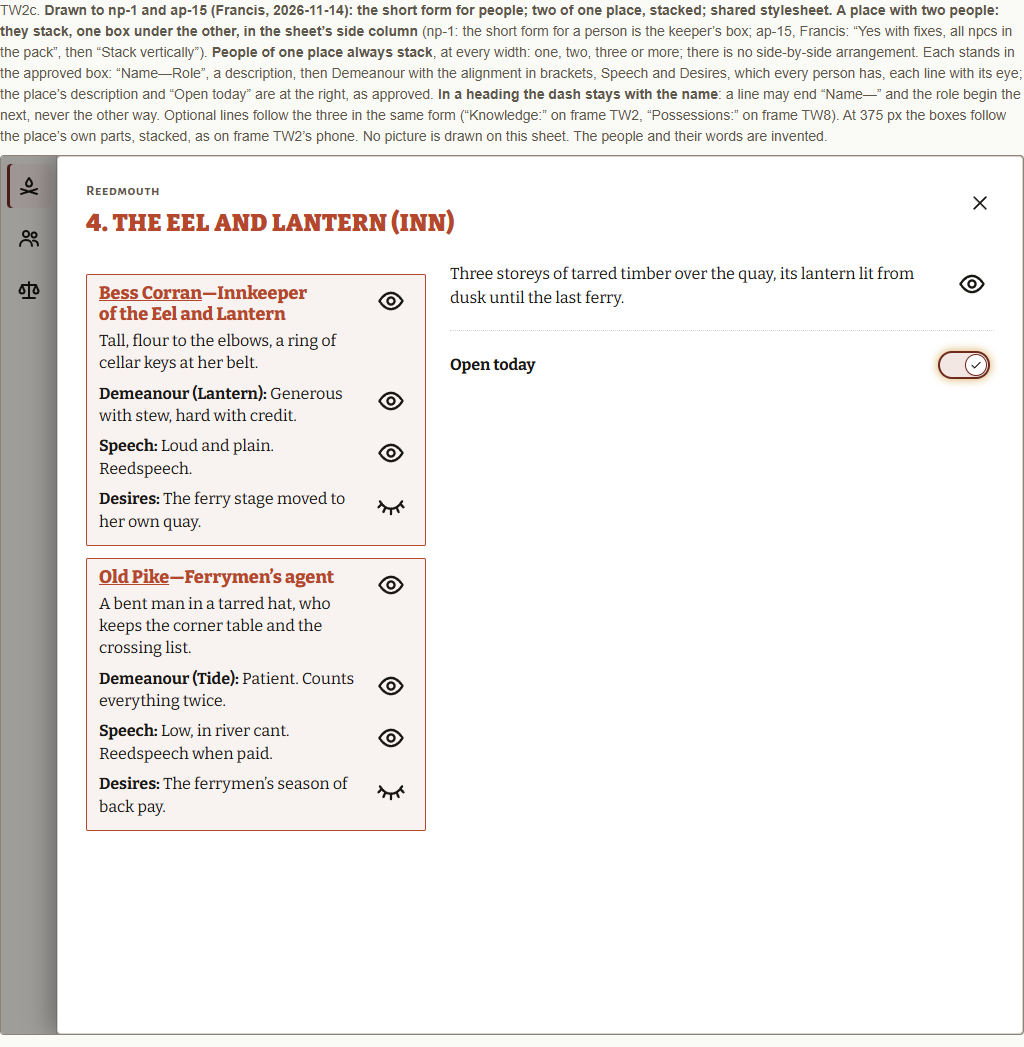 TW2c. Drawn to np-1 and ap-15 (Francis, 2026-11-14): the short form for people; two of one place, stacked; shared stylesheet. A place with two people:
they stack, one box under the other, in the sheet’s side column (np-1: the short form for a person is the keeper’s box; ap-15, Francis: “Yes with fixes, all npcs in
the pack”, then “Stack vertically”). People of one place always stack, at every width: one, two, three or more; there is no side-by-side arrangement. Each stands in
the approved box: “Name—Role”, a description, then Demeanour with the alignment in brackets, Speech and Desires, which every person has, each line with its eye;
the place’s description and “Open today” are at the right, as approved. In a heading the dash stays with the name: a line may end “Name—” and the role begin the
next, never the other way. Optional lines follow the three in the same form (“Knowledge:” on frame TW2, “Possessions:” on frame TW8). At 375 px the boxes follow
the place’s own parts, stacked, as on frame TW2’s phone. No picture is drawn on this sheet. The people and their words are invented.
Reedmouth
4. THE EEL AND LANTERN (INN)
Bess Corran—Innkeeper
of the Eel and Lantern
Tall, flour to the elbows, a ring of
cellar keys at her belt.
Demeanour (Lantern): Generous
with stew, hard with credit.
Speech: Loud and plain.
Reedspeech.
Desires: The ferry stage moved to
her own quay.
Old Pike—Ferrymen’s agent
A bent man in a tarred hat, who
keeps the corner table and the
crossing list.
Demeanour (Tide): Patient. Counts
everything twice.
Speech: Low, in river cant.
Reedspeech when paid.
Desires: The ferrymen’s season of
back pay.
Three storeys of tarred timber over the quay, its lantern lit from
dusk until the last ferry.
Open today